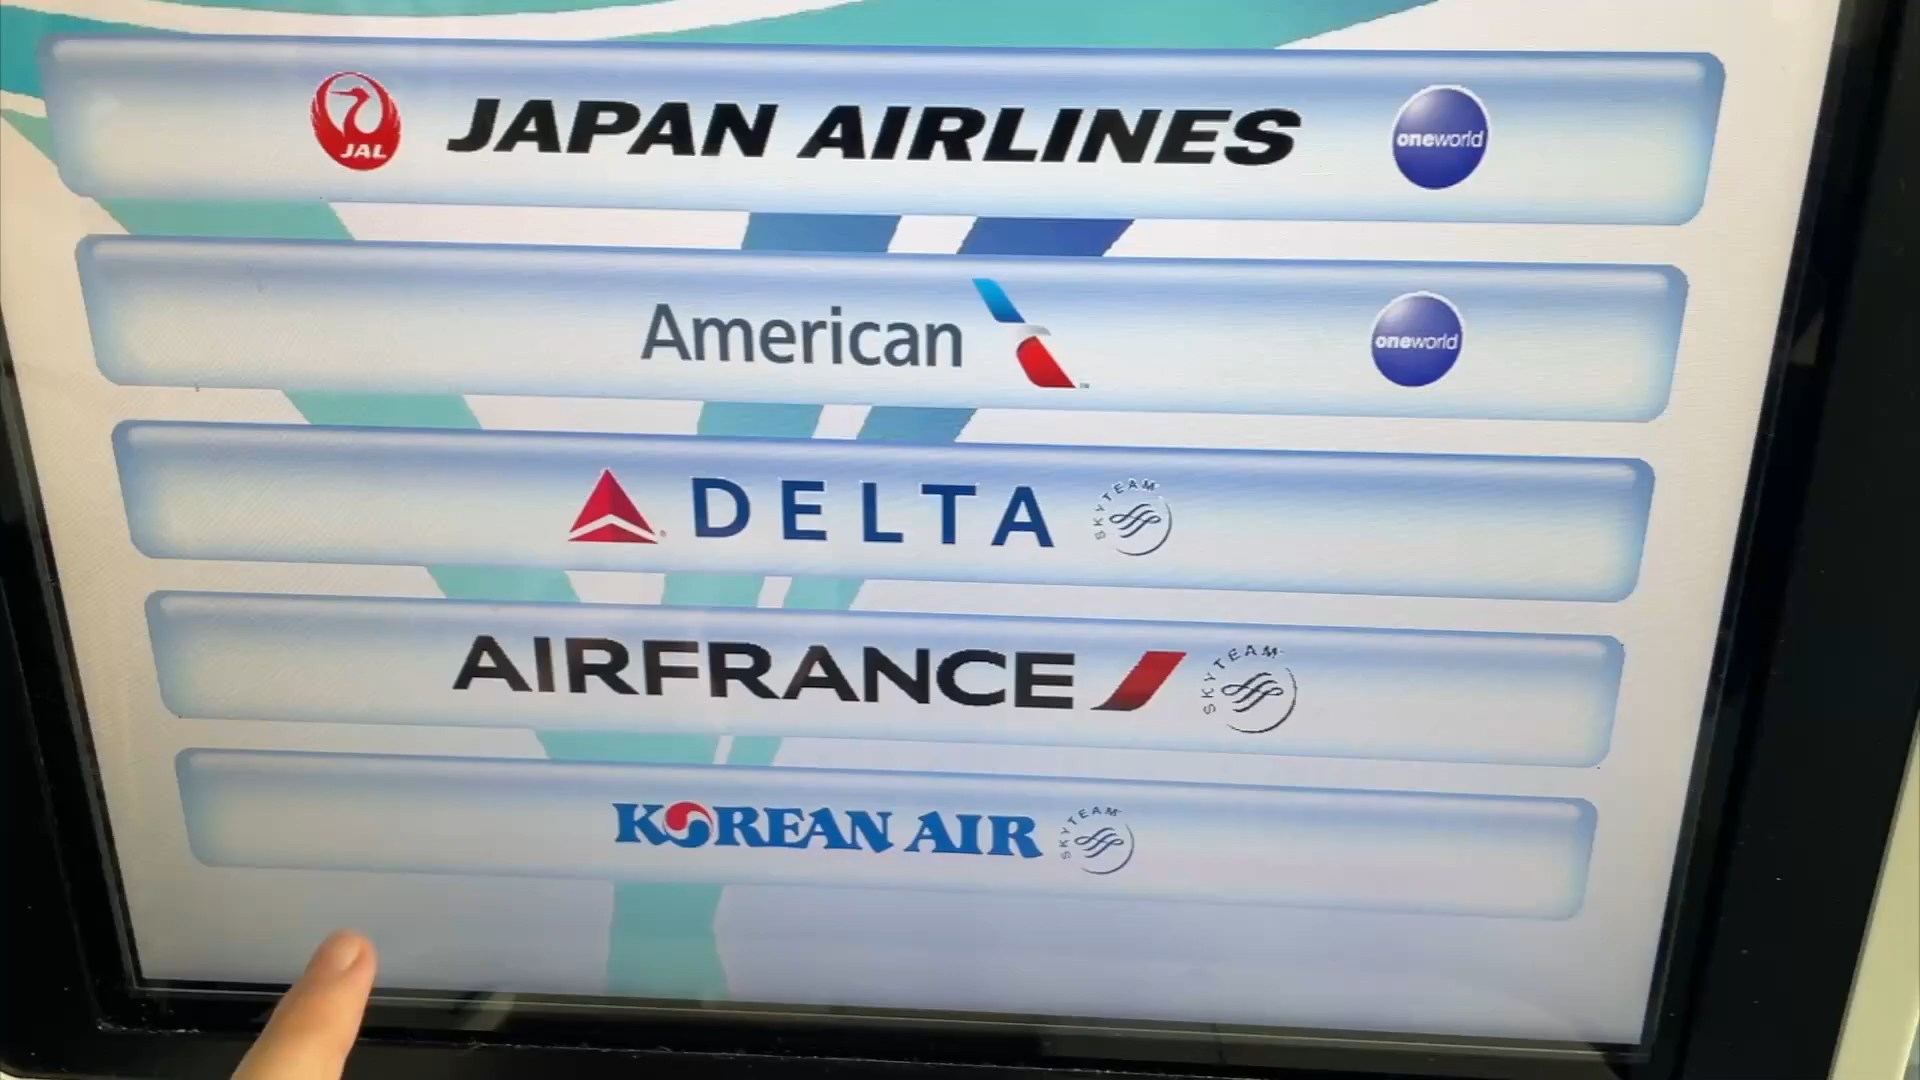 JAL JAPAN AIRLINES oneworld
American oneworld
DELTA SKYTEAM
AIRFRANCE SKYTEAM
KOREAN AIR SKYTEAM